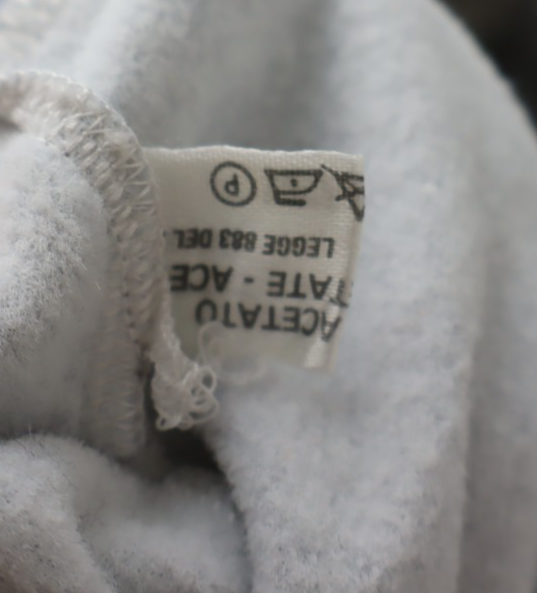 ACETATO
TATE - ACE
LEGGE 883 DEL
P